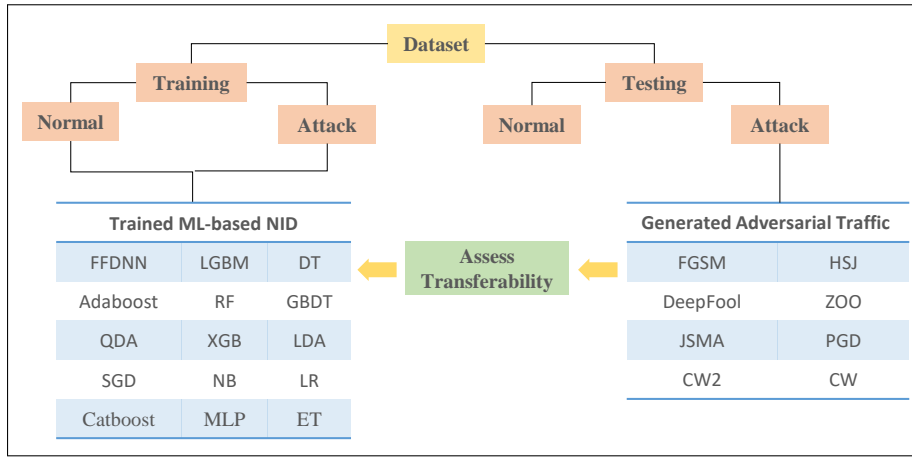 Dataset
Training
Testing
Normal
Attack
Normal
Attack
Trained ML-based NID
FFDNN LGBM DT
Adaboost RF GBDT
QDA XGB LDA
SGD NB LR
Catboost MLP ET
Assess
Transferability
Generated Adversarial Traffic
FGSM HSJ
DeepFool ZOO
JSMA PGD
CW2 CW